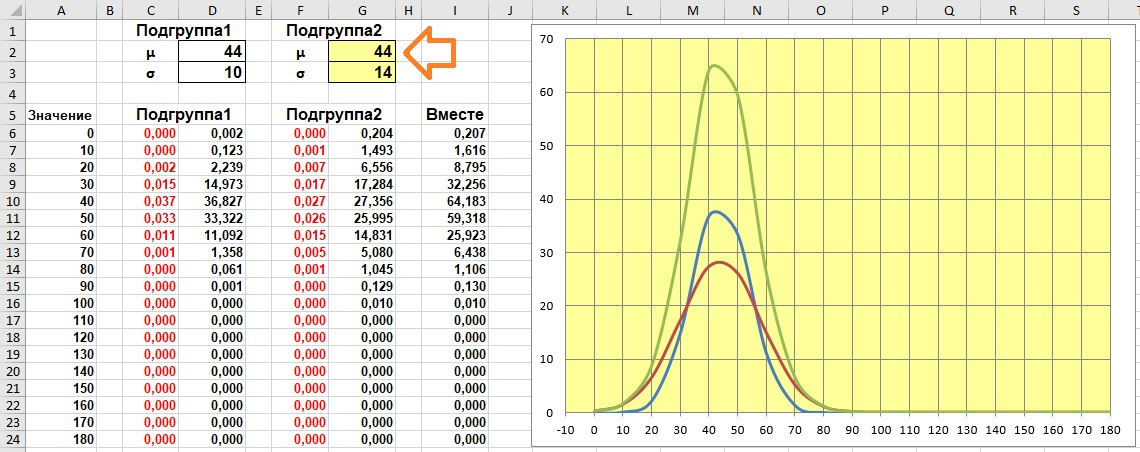 A B C D E F G H I J K L M N O P Q R S T
1 Подгруппа1 Подгруппа2
2 μ 44 μ 44
3 σ 10 σ 14
4
5 Значение Подгруппа1 Подгруппа2 Вместе
6 0 0,000 0,002 0,000 0,204 0,207
7 10 0,000 0,123 0,001 1,493 1,616
8 20 0,002 2,239 0,007 6,556 8,795
9 30 0,015 14,973 0,017 17,284 32,256
10 40 0,037 36,827 0,027 27,356 64,183
11 50 0,033 33,322 0,026 25,995 59,318
12 60 0,011 11,092 0,015 14,831 25,923
13 70 0,001 1,358 0,005 5,080 6,438
14 80 0,000 0,061 0,001 1,045 1,106
15 90 0,000 0,001 0,000 0,129 0,130
16 100 0,000 0,000 0,000 0,010 0,010
17 110 0,000 0,000 0,000 0,000 0,000
18 120 0,000 0,000 0,000 0,000 0,000
19 130 0,000 0,000 0,000 0,000 0,000
20 140 0,000 0,000 0,000 0,000 0,000
21 150 0,000 0,000 0,000 0,000 0,000
22 160 0,000 0,000 0,000 0,000 0,000
23 170 0,000 0,000 0,000 0,000 0,000
24 180 0,000 0,000 0,000 0,000 0,000
70
60
50
40
30
20
10
0
-10 0 10 20 30 40 50 60 70 80 90 100 110 120 130 140 150 160 170 180